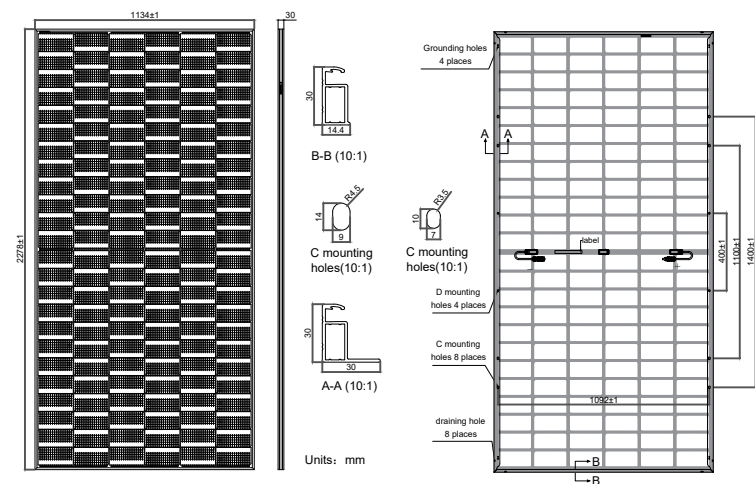 1134±1
30
2278±1
30
14.4
B-B (10:1)
R4.5
14
9
C mounting
holes(10:1)
R3.5
10
7
C mounting
holes(10:1)
30
30
A-A (10:1)
Units: mm
Grounding holes
4 places
A
A
label
D mounting
holes 4 places
C mounting
holes 8 places
1092±1
draining hole
8 places
B
B
400±1
1100±1
1400±1